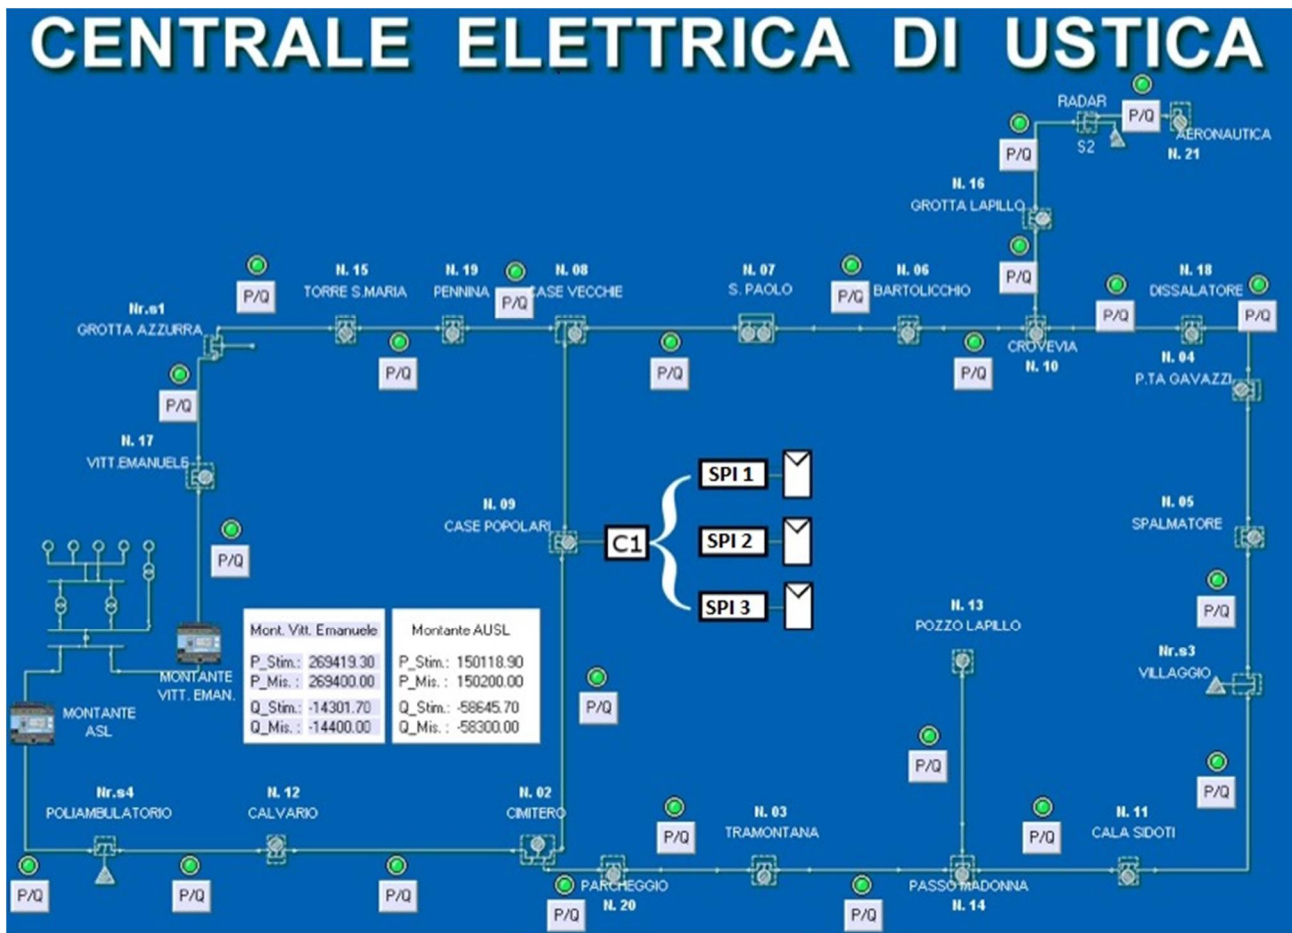 CENTRALE ELETTRICA DI USTICA
RADAR
P/Q
AERONAUTICA
S2
N. 21
P/Q
N. 16
GROTTA LAPILLO
P/Q
N. 15
TORRE S.MARIA
P/Q
N. 19
PENNINA
P/Q
N. 08
CASE VECCHIE
N. 07
S. PAOLO
P/Q
N. 06
BARTOLICCHIO
N. 18
DISSALATORE
P/Q
P/Q
Nr.s1
GROTTA AZZURRA
P/Q
P/Q
P/Q
CROVEVIA
N. 10
N. 04
P.TA GAVAZZI
P/Q
N. 17
VITT.EMANUELE
P/Q
N. 09
CASE POPOLARI
C1
SPI 1
SPI 2
SPI 3
N. 05
SPALMATORE
P/Q
N. 13
POZZO LAPILLO
Nr.s3
VILLAGGIO
MONTANTE
VITT. EMAN.
MONTANTE
ASL
Mont. Vitt. Emanuele
P_Stim.: 269419.30
P_Mis. : 269400.00
Q_Stim.: -14301.70
Q_Mis. : -14400.00
Montante AUSL
P_Stim.: 150118.90
P_Mis. : 150200.00
Q_Stim.: -58645.70
Q_Mis. : -58300.00
P/Q
P/Q
P/Q
Nr.s4
POLIAMBULATORIO
N. 12
CALVARIO
N. 02
CIMITERO
P/Q
N. 03
TRAMONTANA
P/Q
N. 11
CALA SIDOTI
P/Q
P/Q
P/Q
P/Q
PARCHEGGIO
N. 20
P/Q
PASSO MADONNA
N. 14